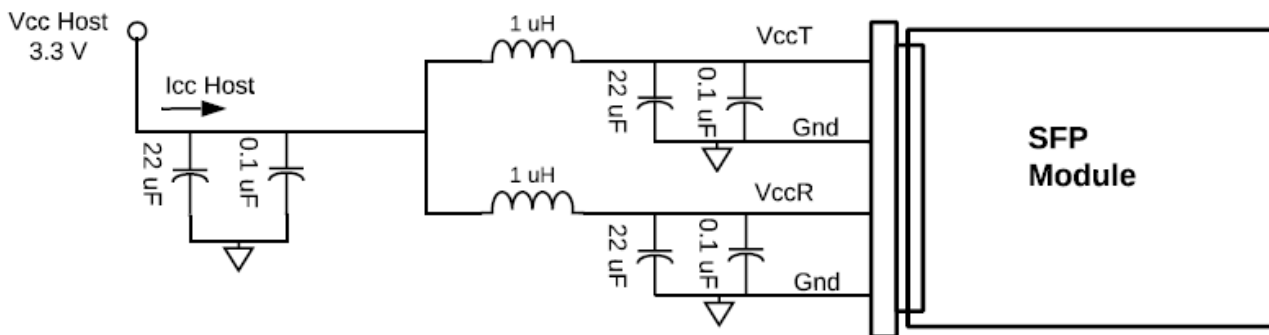 Vcc Host
3.3 V
Icc Host
22 uF
0.1 uF
1 uH
VccT
22 uF
0.1 uF
Gnd
1 uH
VccR
22 uF
0.1 uF
Gnd
SFP
Module